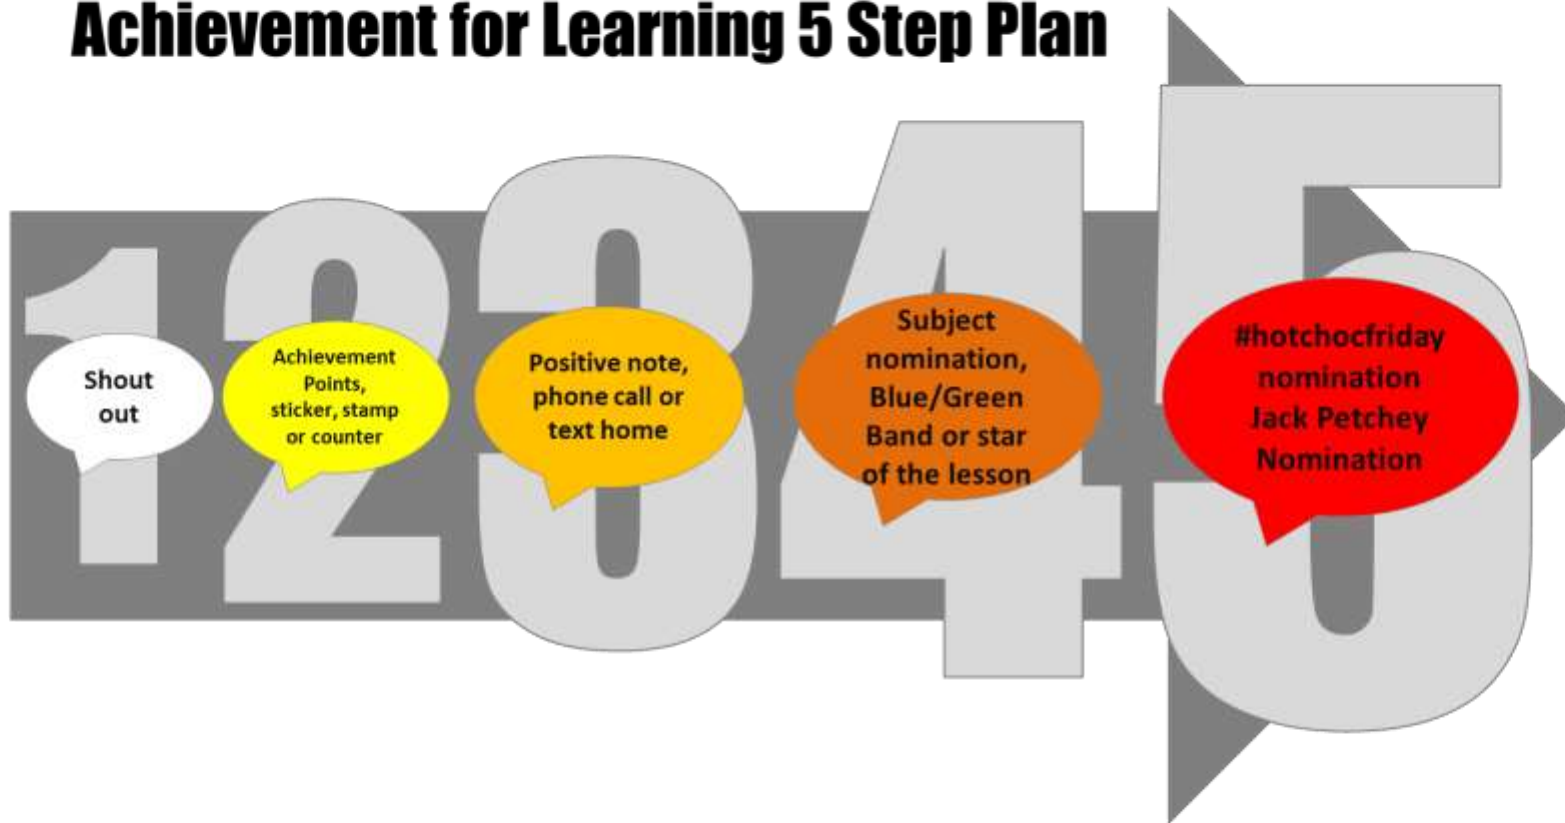 Achievement for Learning 5 Step Plan
1
Shout
out
2
Achievement
Points,
sticker, stamp
or counter
3
Positive note,
phone call or
text home
4
Subject
nomination,
Blue/Green
Band or star
of the lesson
5
#hotchocfriday
nomination
Jack Petchey
Nomination